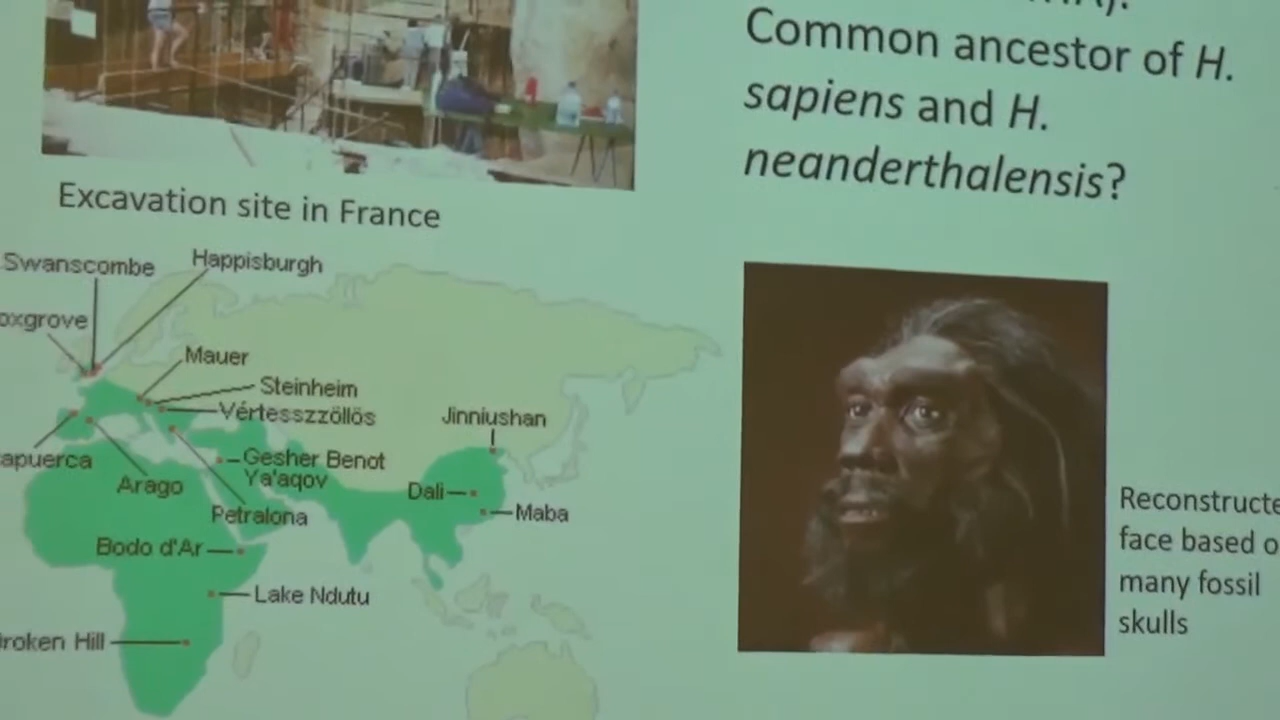 Common ancestor of H.
sapiens and H.
neanderthalensis?
Excavation site in France
Swanscombe
Happisburgh
oxgrove
Mauer
Steinheim
Vértesszzöllös
Jinniushan
apuerca
Gesher Benot
Ya'aqov
Arago
Dali
Petralona
Maba
Bodo d'Ar
Lake Ndutu
roken Hill
Reconstructe
face based o
many fossil
skulls